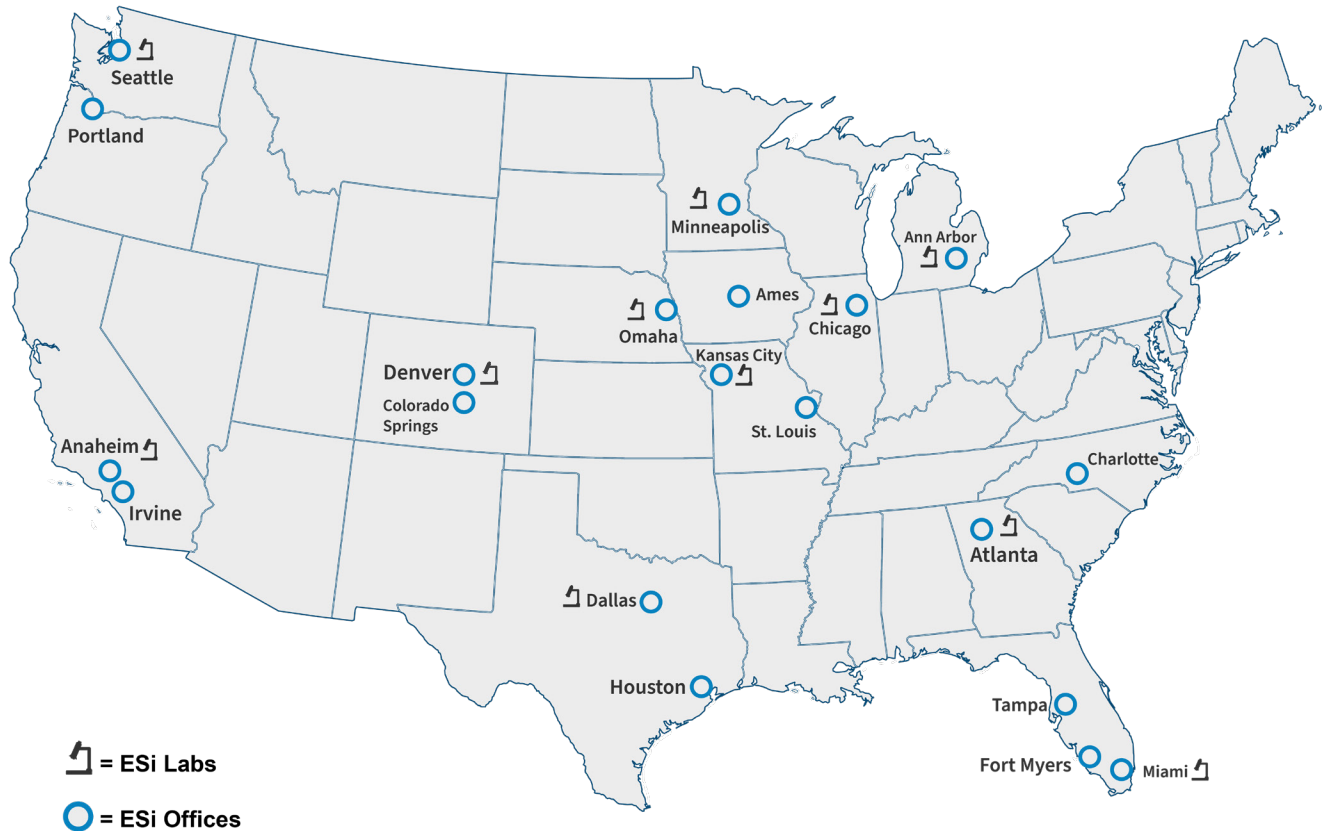 Seattle
Portland
Minneapolis
Ann Arbor
Ames
Omaha
Chicago
Kansas City
Denver
Colorado
Springs
St. Louis
Anaheim
Irvine
Charlotte
Atlanta
Dallas
Houston
Tampa
Fort Myers
Miami
= ESi Labs
= ESi Offices